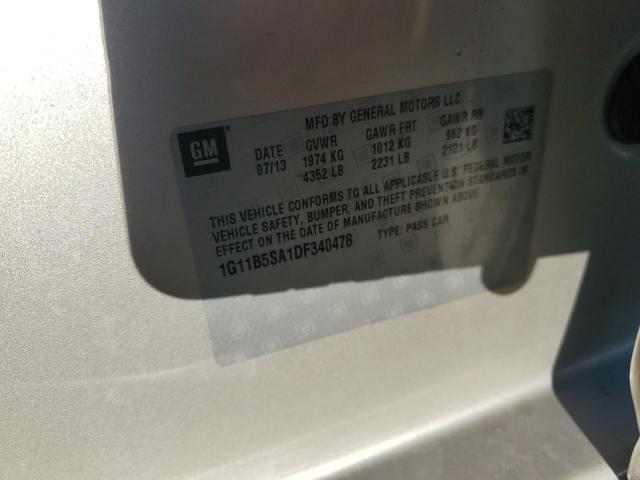 MFD BY GENERAL MOTORS LLC
GM
DATE GVWR GAWR FRT GAWR RR
07/13 1974 KG 1012 KG 962 KG
4352 LB 2231 LB 2121 LB
THIS VEHICLE CONFORMS TO ALL APPLICABLE U.S. FEDERAL MOTOR
VEHICLE SAFETY, BUMPER, AND THEFT PREVENTION STANDARDS IN
EFFECT ON THE DATE OF MANUFACTURE SHOWN ABOVE.
1G11B5SA1DF340478 TYPE: PASS CAR